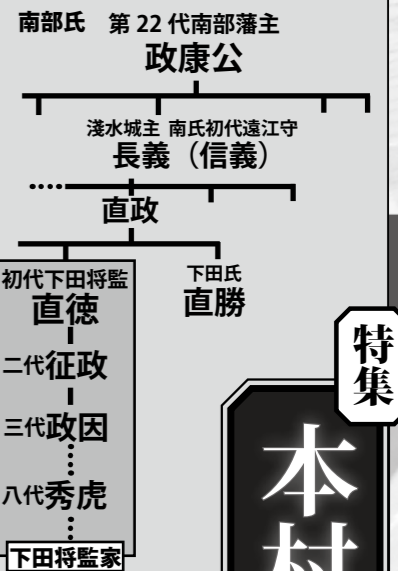 南部氏 第22代南部藩主
政康公
淺水城主 南氏初代遠江守
長義（信義）
直政
初代下田将監
直徳
下田氏
直勝
二代征政
三代政因
八代秀虎
下田将監家
特集
本村